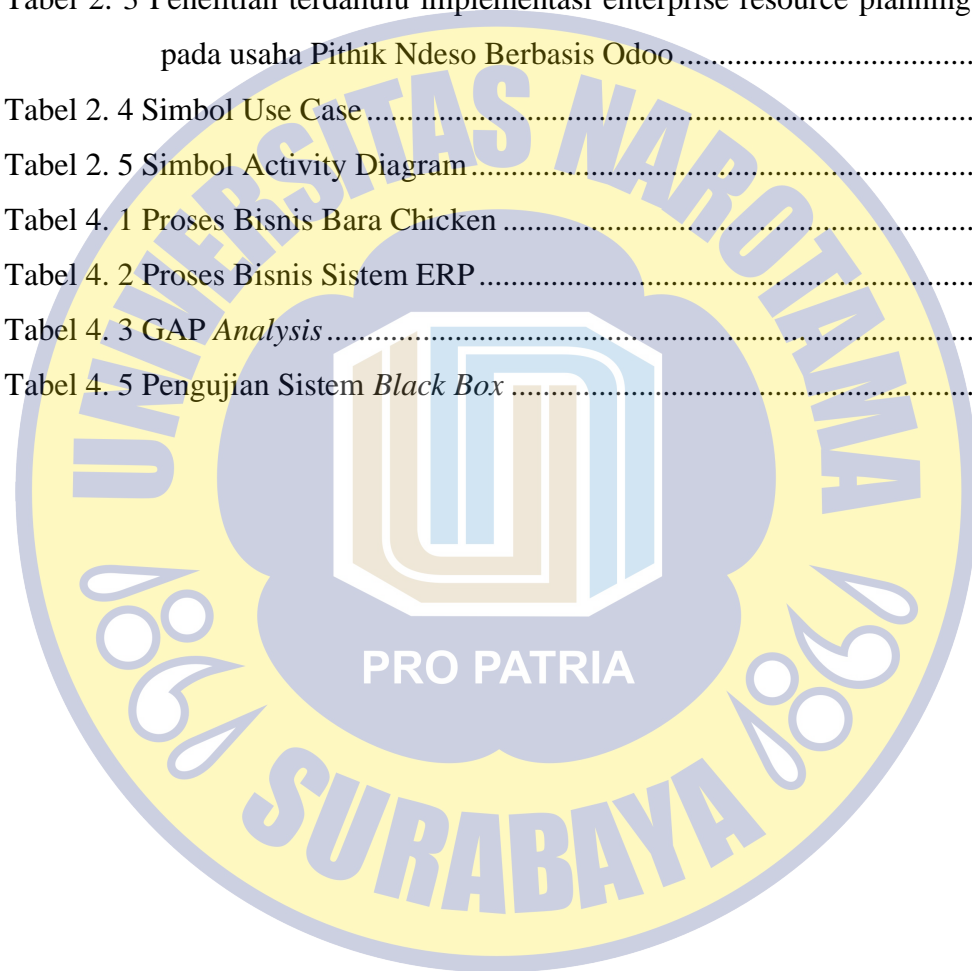 Tabel 2. 3 Penelitian terdahulu implementasi enterprise resource planning
pada usaha Pithik Ndeso Berbasis Odoo ....................................
Tabel 2. 4 Simbol Use Case ....................................
Tabel 2. 5 Simbol Activity Diagram ....................................
Tabel 4. 1 Proses Bisnis Bara Chicken ....................................
Tabel 4. 2 Proses Bisnis Sistem ERP ....................................
Tabel 4. 3 GAP Analysis ....................................
Tabel 4. 5 Pengujian Sistem Black Box ....................................
UNIVERSITAS NAROTAMA
PRO PATRIA
SURABAYA